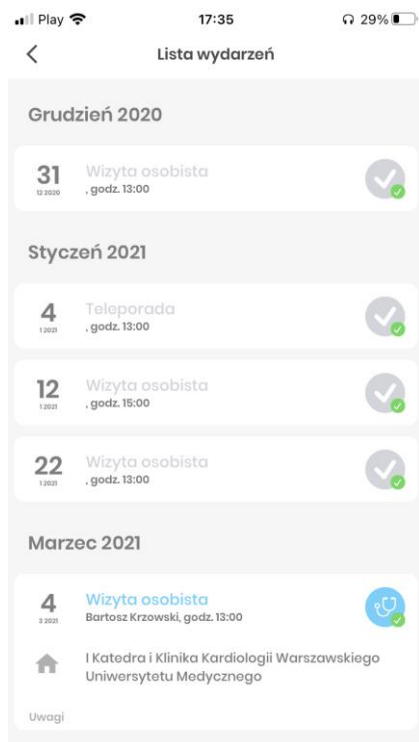 Play 17:35 29%
Lista wydarzeń
Grudzień 2020
31 Wizyta osobista
12 2020 , godz. 13:00
Styczeń 2021
4 Teleporada
1 2021 , godz. 13:00
12 Wizyta osobista
1 2021 , godz. 15:00
22 Wizyta osobista
1 2021 , godz. 13:00
Marzec 2021
4 Wizyta osobista
3 2021 Bartosz Krzowski, godz. 13:00
I Katedra i Klinika Kardiologii Warszawskiego
Uniwersytetu Medycznego
Uwagi